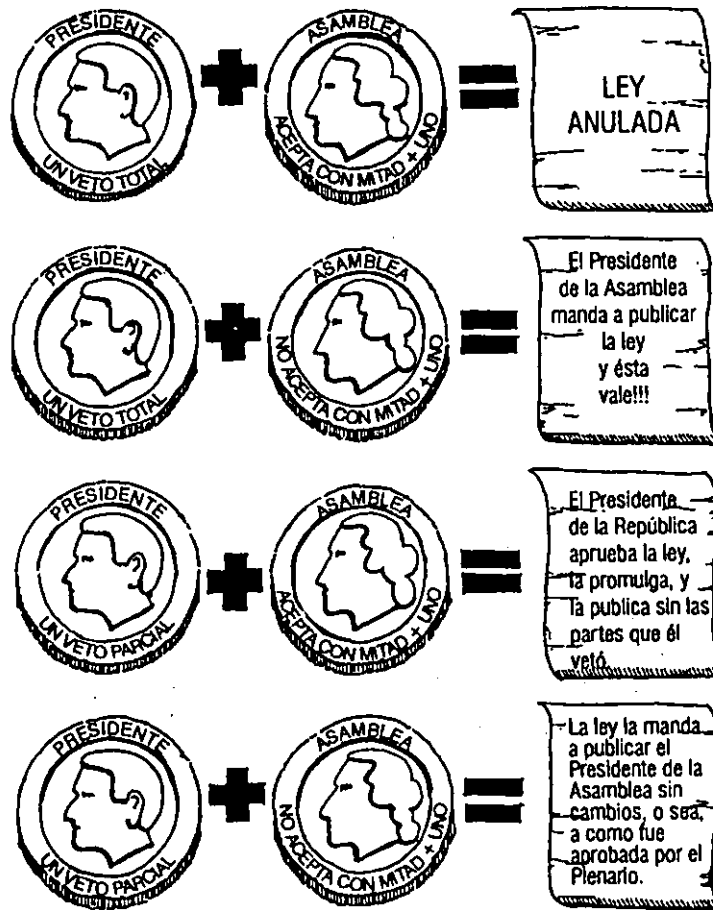 PRESIDENTE
UN VETO TOTAL
ASAMBLEA
ACEPTA CON MITAD + UNO
LEY
ANULADA
PRESIDENTE
UN VETO TOTAL
ASAMBLEA
NO ACEPTA CON MITAD + UNO
El Presidente
de la Asamblea
manda a publicar
la ley
y ésta
vale!!!
PRESIDENTE
UN VETO PARCIAL
ASAMBLEA
ACEPTA CON MITAD + UNO
El Presidente
de la República
aprueba la ley,
la promulga, y
la publica sin las
partes que él
vetó.
PRESIDENTE
UN VETO PARCIAL
ASAMBLEA
NO ACEPTA CON MITAD + UNO
La ley la manda
a publicar el
Presidente de la
Asamblea sin
cambios, o sea,
a como fue
aprobada por el
Plenario.